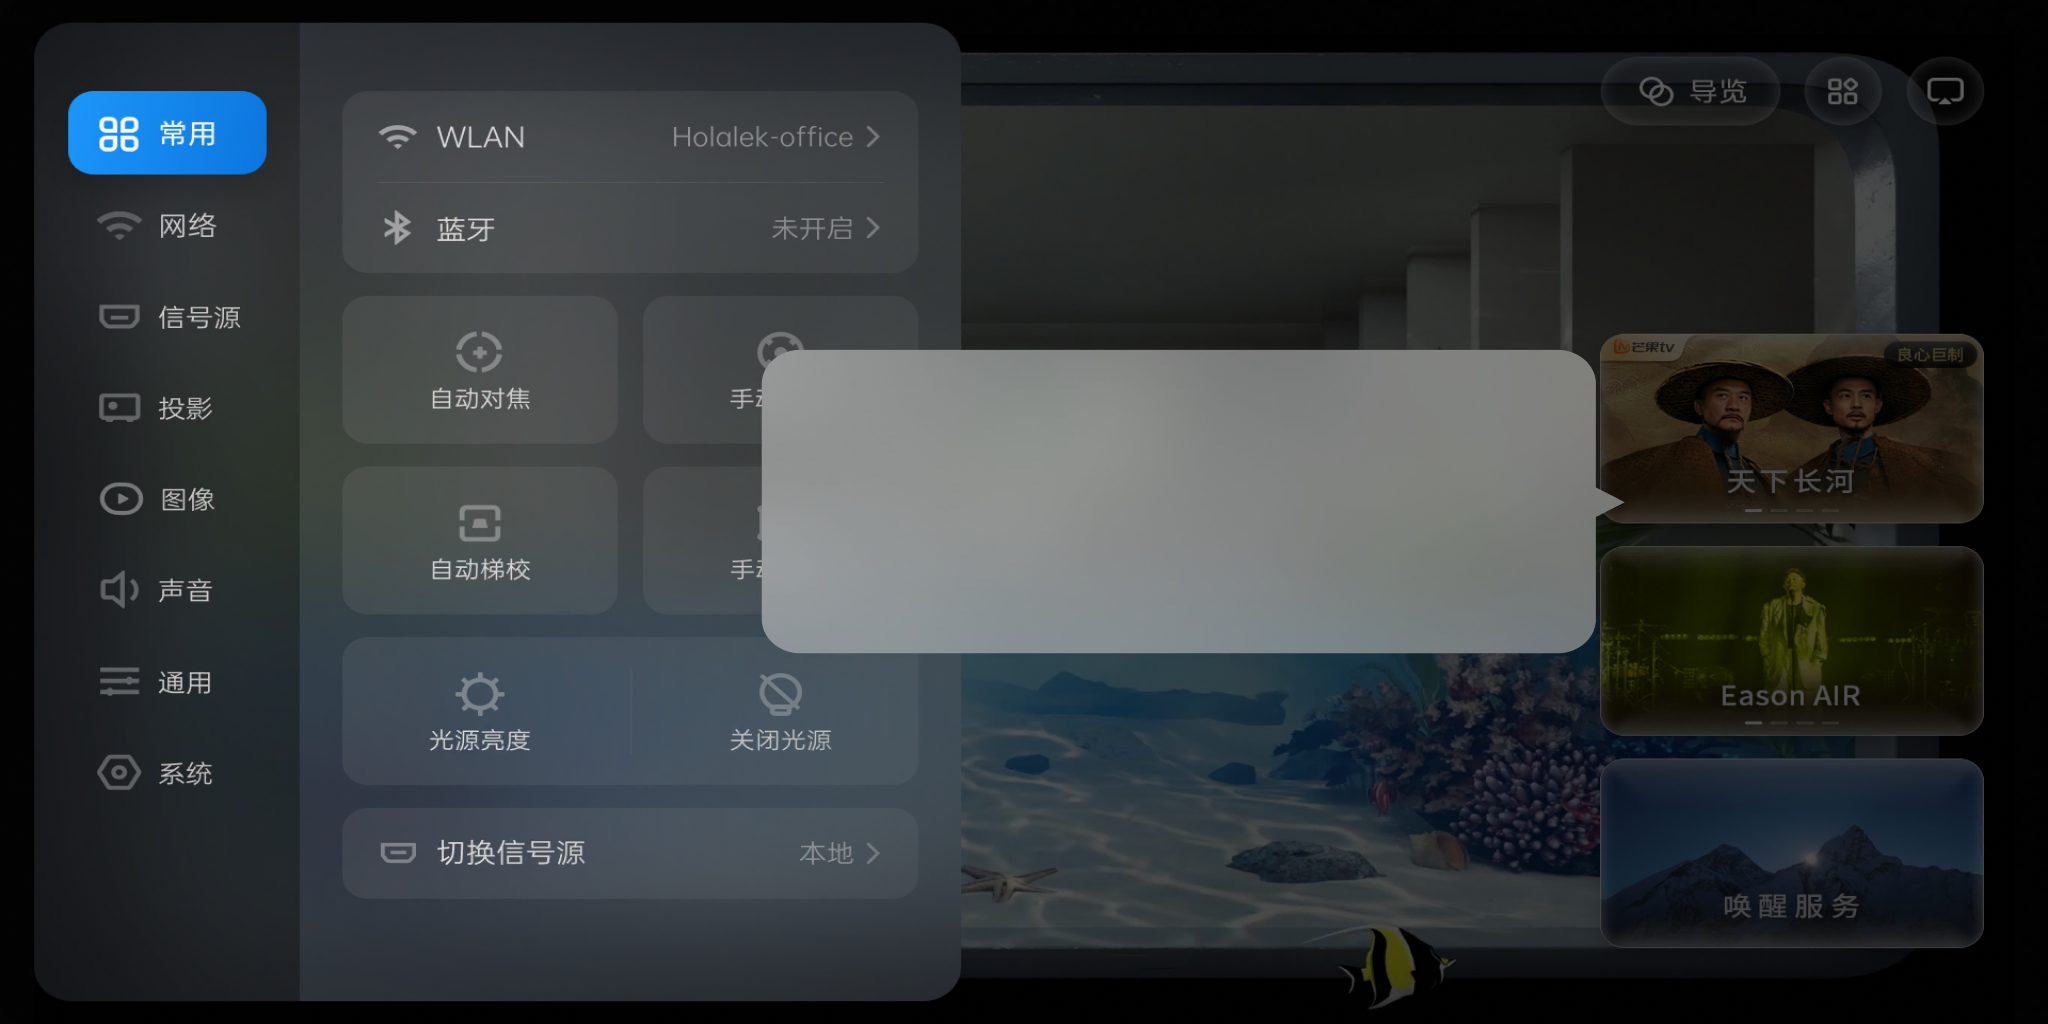 常用
网络
信号源
投影
图像
声音
通用
系统
WLAN Holalek-office
蓝牙 未开启
自动对焦
手
自动梯校
手
光源亮度 关闭光源
切换信号源 本地
导览
芒果tv
良心巨制
天下长河
Eason AIR
唤醒服务